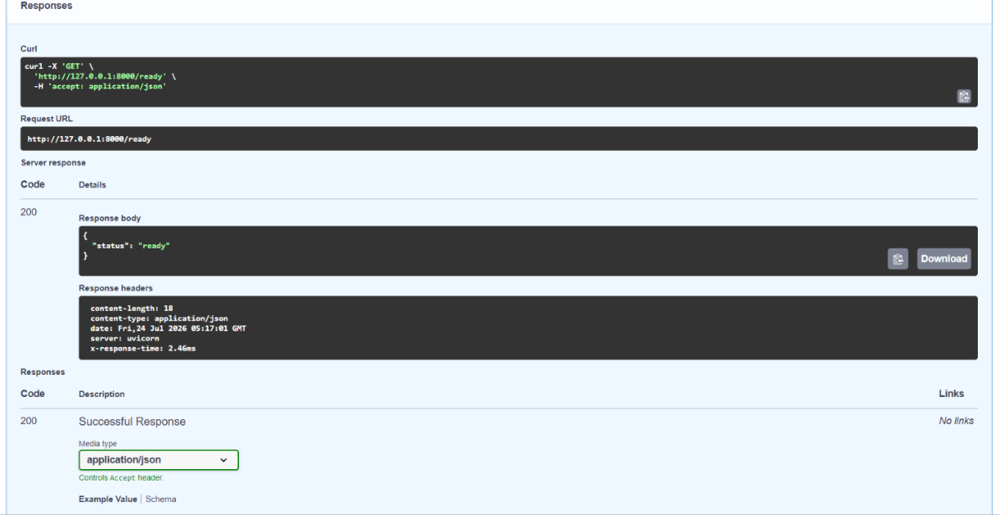 Responses
Curl
curl -X 'GET' \
'http://127.0.0.1:8000/ready' \
-H 'accept: application/json'
Request URL
http://127.0.0.1:8000/ready
Server response
Code Details
200
Response body
{
"status": "ready"
}
Download
Response headers
content-length: 18
content-type: application/json
date: Fri,24 Jul 2026 05:17:01 GMT
server: uvicorn
x-response-time: 2.46ms
Responses
Code Description Links
200 Successful Response No links
Media type
application/json
Controls Accept header.
Example Value | Schema